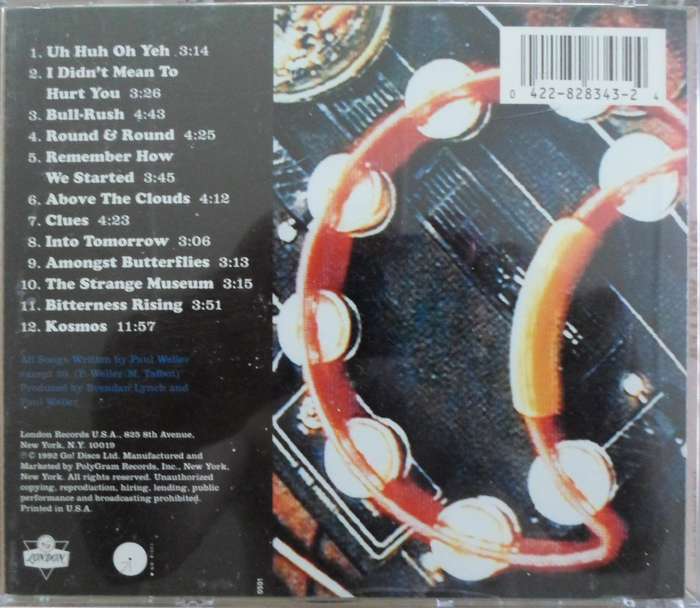 1. Uh Huh Oh Yeh 3:14
2. I Didn't Mean To
Hurt You 3:26
3. Bull-Rush 4:43
4. Round & Round 4:25
5. Remember How
We Started 3:45
6. Above The Clouds 4:12
7. Clues 4:23
8. Into Tomorrow 3:06
9. Amongst Butterflies 3:13
10. The Strange Museum 3:15
11. Bitterness Rising 3:51
12. Kosmos 11:57
All Songs Written by Paul Weller
except 10. (P. Weller/M. Talbot)
Produced by Brendan Lynch and
Paul Weller
London Records U.S.A., 825 8th Avenue,
New York, N.Y. 10019
℗ © 1992 Go! Discs Ltd. Manufactured and
Marketed by PolyGram Records, Inc., New York,
New York. All rights reserved. Unauthorized
copying, reproduction, hiring, lending, public
performance and broadcasting prohibited.
Printed in U.S.A.
LONDON
0501
0 422-828343-2 4